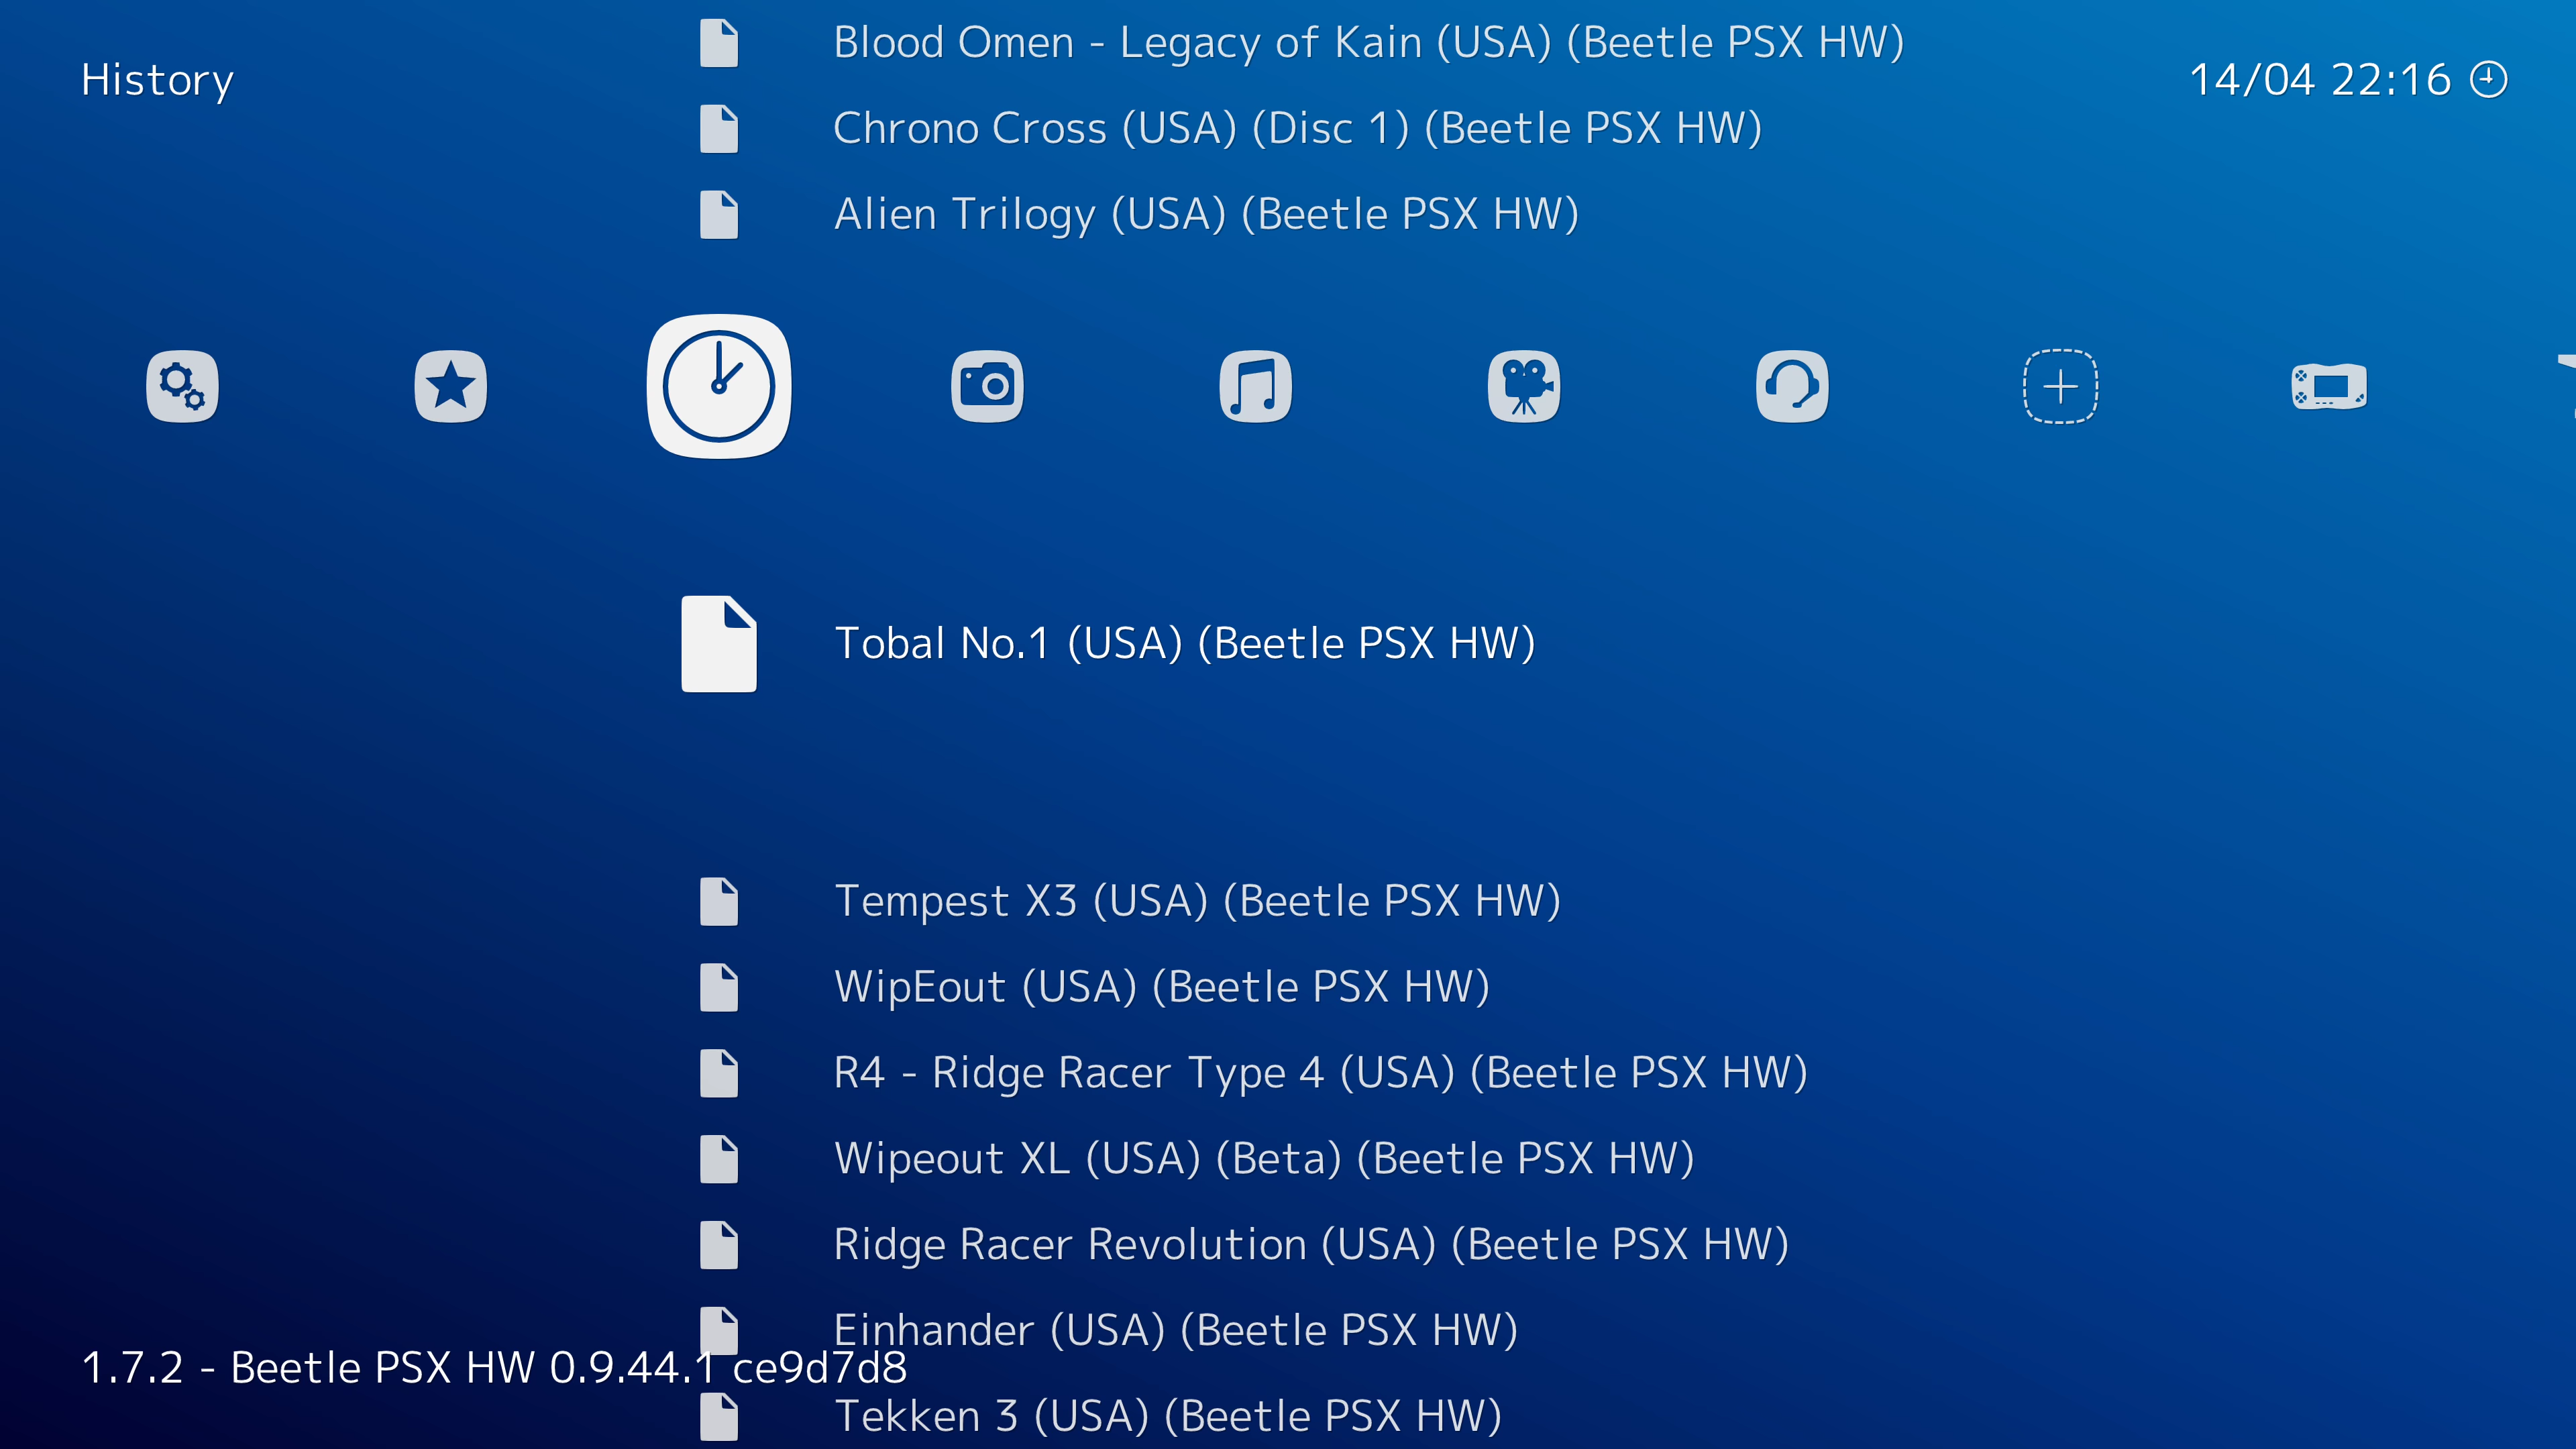 Blood Omen - Legacy of Kain (USA) (Beetle PSX HW)
History
14/04 22:16
Chrono Cross (USA) (Disc 1) (Beetle PSX HW)
Alien Trilogy (USA) (Beetle PSX HW)
Tobal No.1 (USA) (Beetle PSX HW)
Tempest X3 (USA) (Beetle PSX HW)
WipEout (USA) (Beetle PSX HW)
R4 - Ridge Racer Type 4 (USA) (Beetle PSX HW)
Wipeout XL (USA) (Beta) (Beetle PSX HW)
Ridge Racer Revolution (USA) (Beetle PSX HW)
Einhander (USA) (Beetle PSX HW)
1.7.2 - Beetle PSX HW 0.9.44.1 ce9d7d8
Tekken 3 (USA) (Beetle PSX HW)